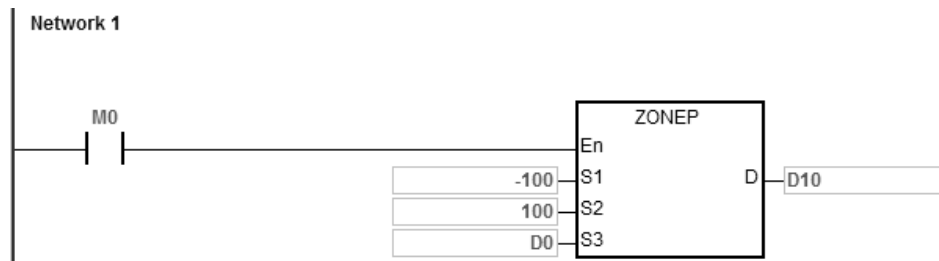 Network 1
M0
ZONEP
En
-100 S1 D D10
100 S2
D0 S3